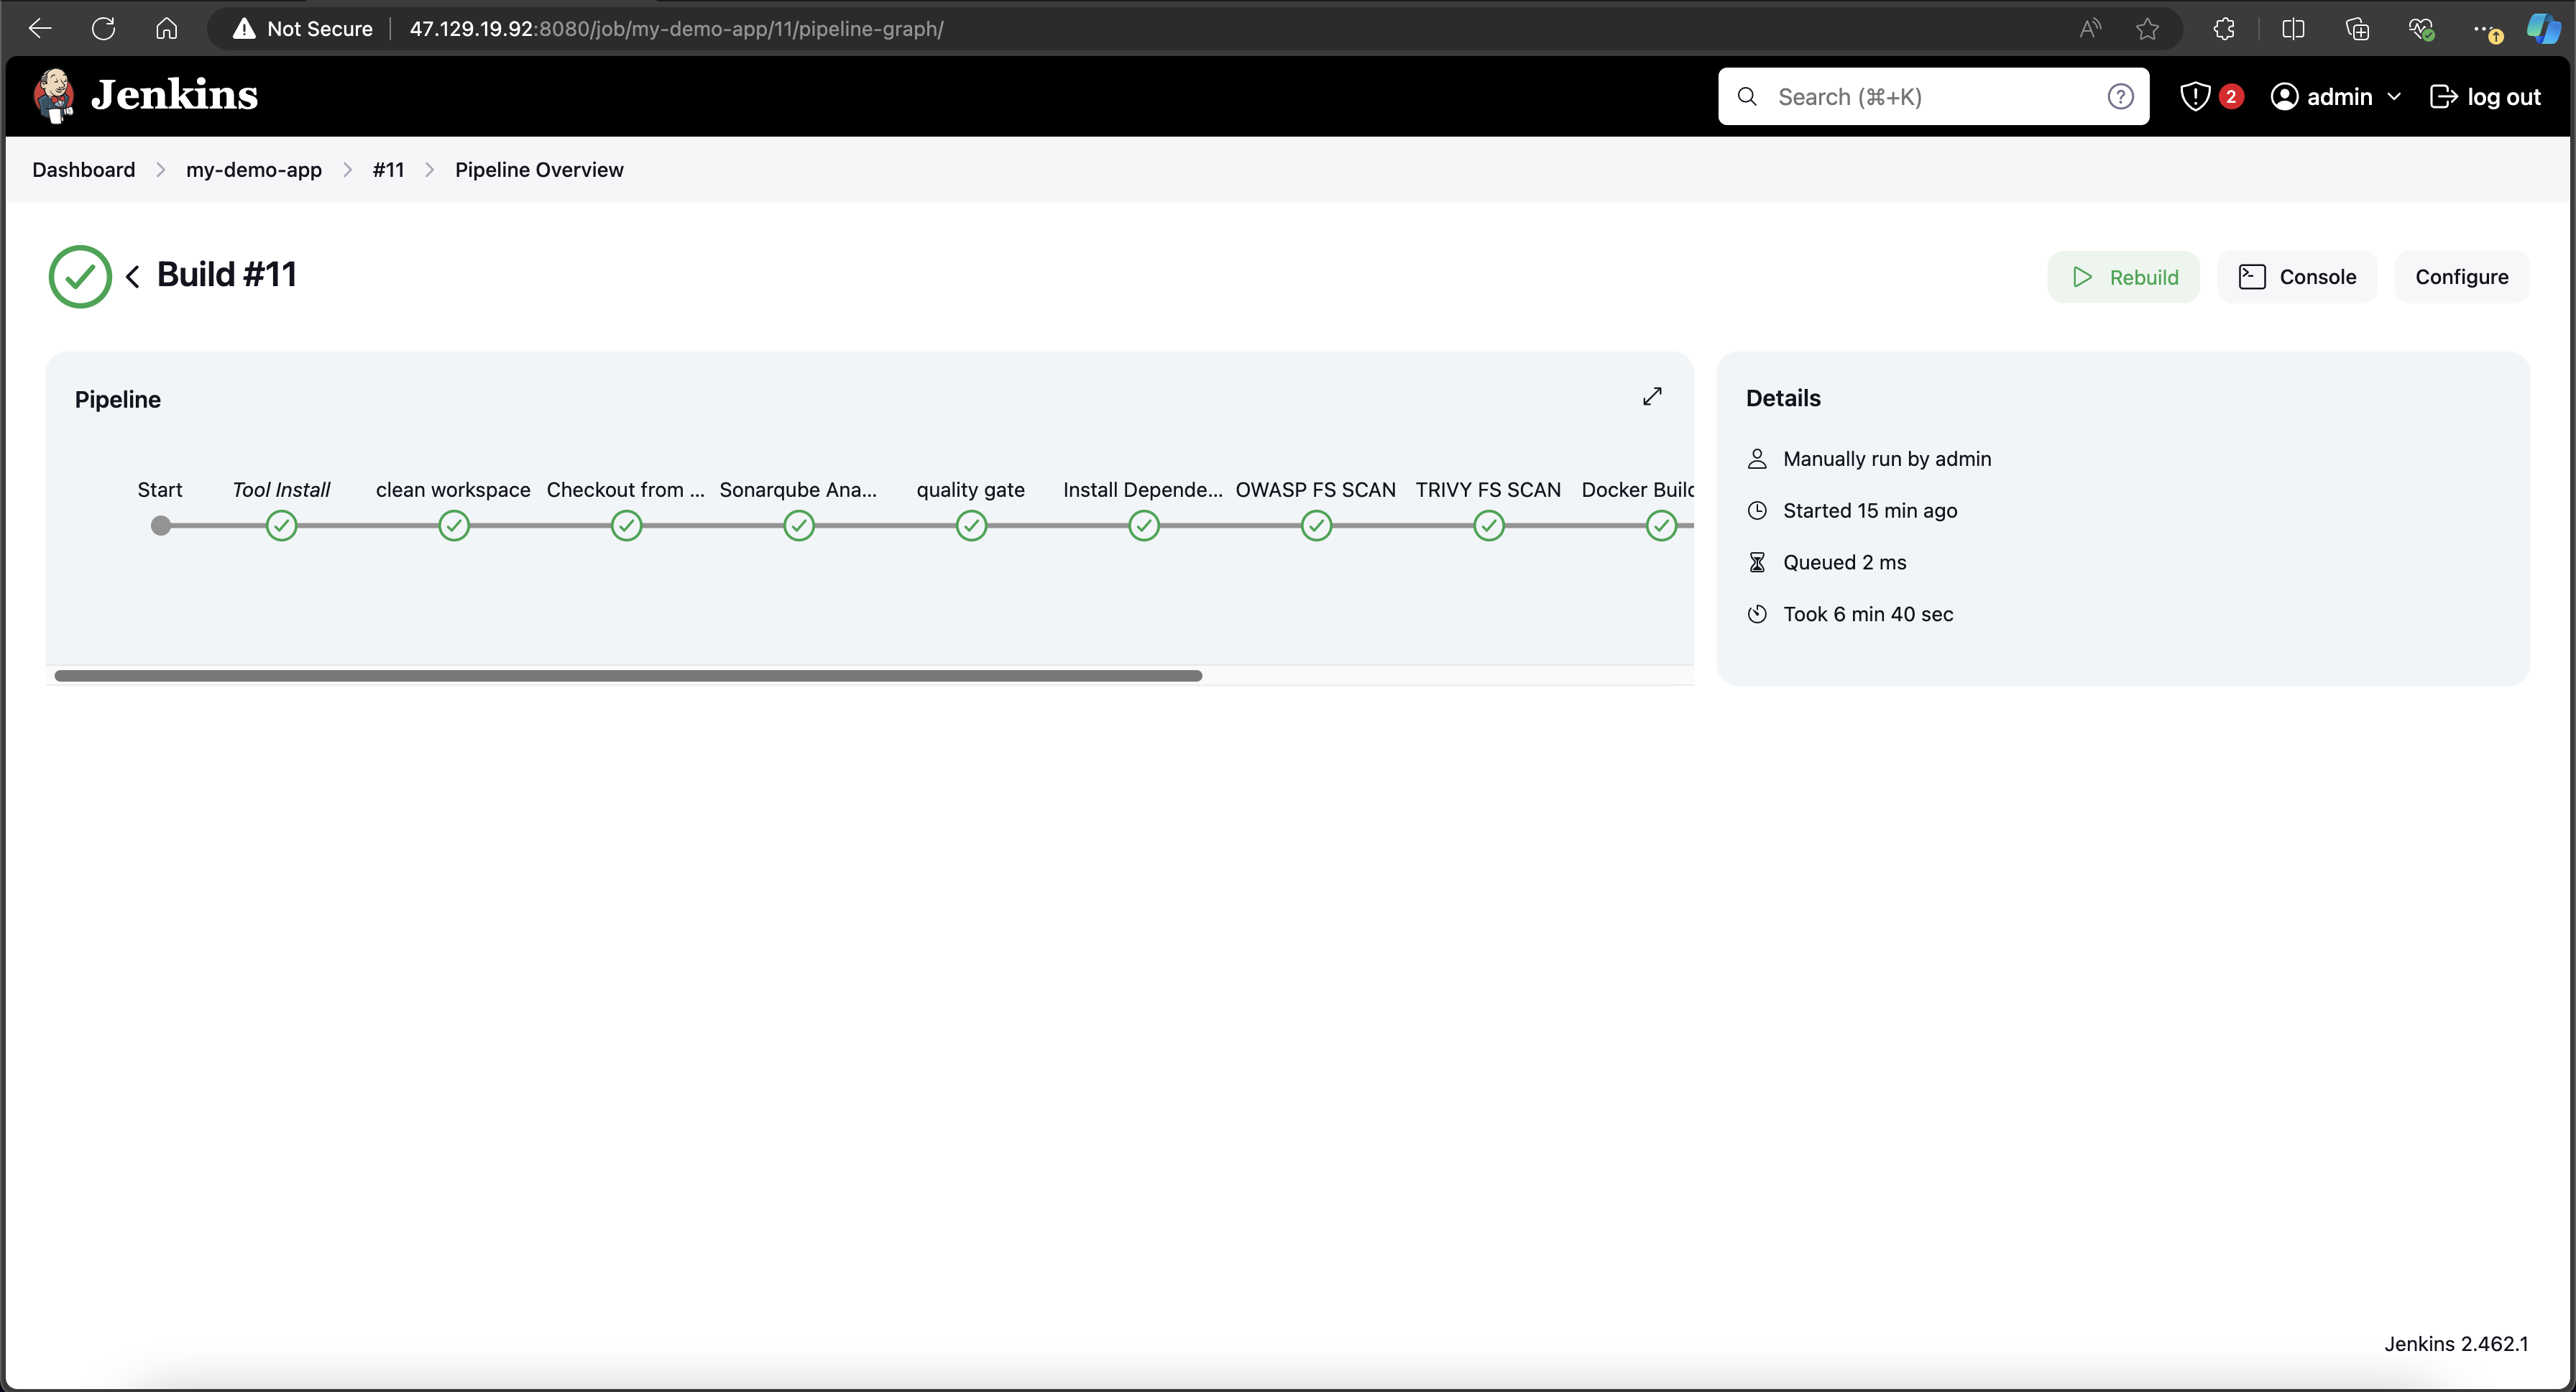 Not Secure 47.129.19.92:8080/job/my-demo-app/11/pipeline-graph/
Jenkins
Search (⌘+K)
2
admin
log out
Dashboard my-demo-app #11 Pipeline Overview
Build #11
Rebuild
Console
Configure
Pipeline
Start Tool Install clean workspace Checkout from ... Sonarqube Ana... quality gate Install Depende... OWASP FS SCAN TRIVY FS SCAN Docker Build
Details
Manually run by admin
Started 15 min ago
Queued 2 ms
Took 6 min 40 sec
Jenkins 2.462.1